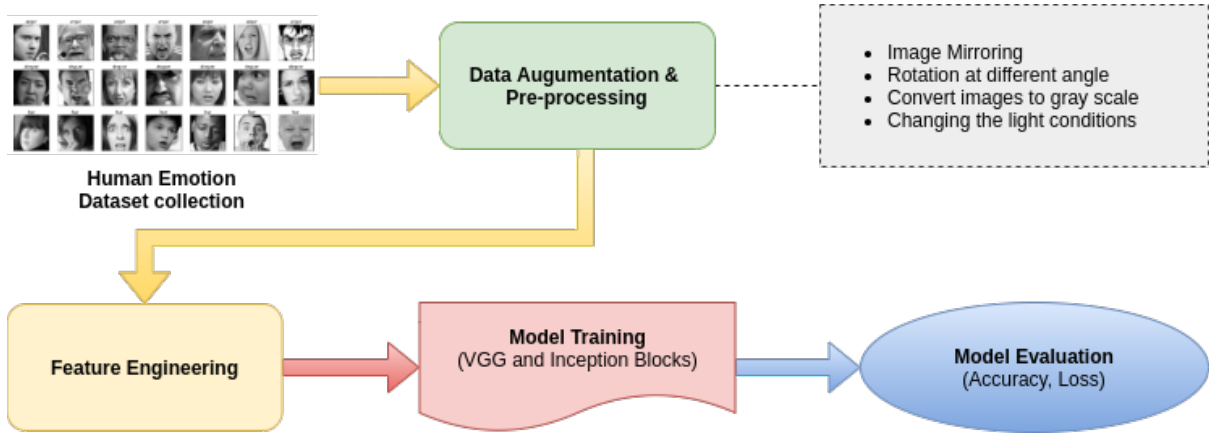 Human Emotion
Dataset collection
Data Augumentation &
Pre-processing
• Image Mirroring
• Rotation at different angle
• Convert images to gray scale
• Changing the light conditions
Feature Engineering
Model Training
(VGG and Inception Blocks)
Model Evaluation
(Accuracy, Loss)